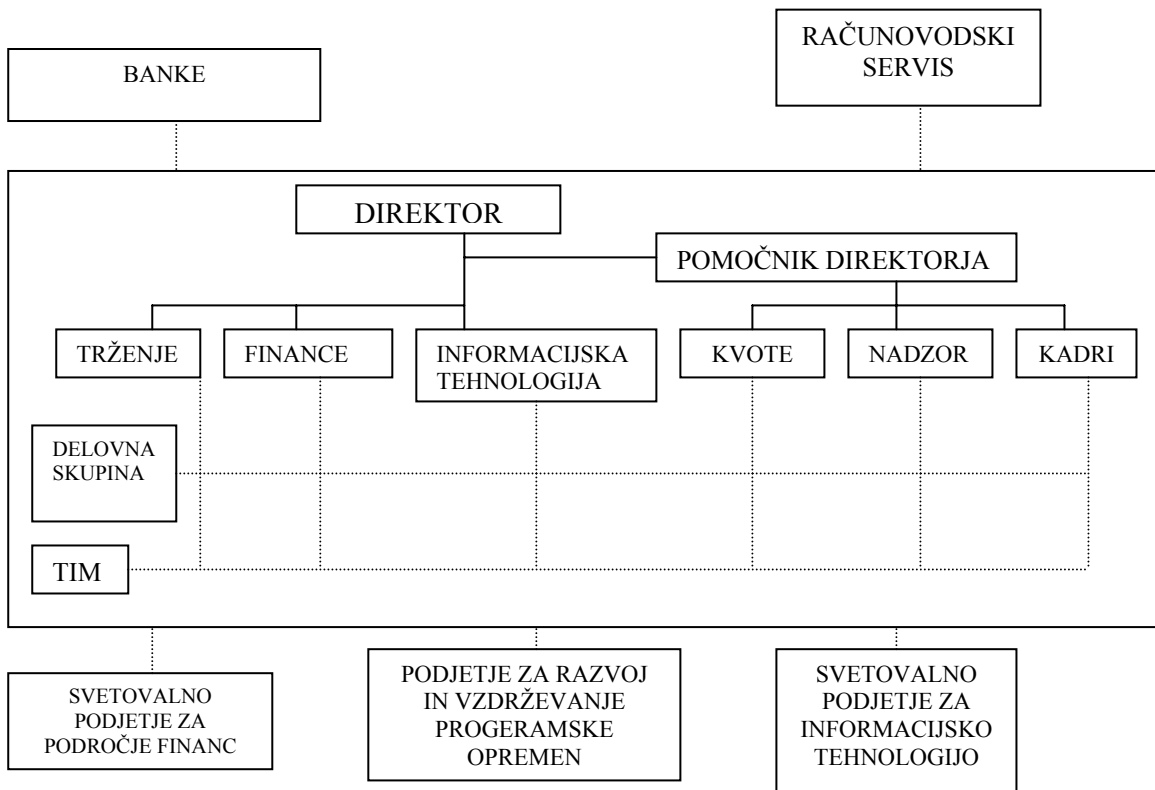 BANKE
RAČUNOVODSKI
SERVIS
DIREKTOR
POMOČNIK DIREKTORJA
TRŽENJE
FINANCE
INFORMACIJSKA
TEHNOLOGIJA
KVOTE
NADZOR
KADRI
DELOVNA
SKUPINA
TIM
SVETOVALNO
PODJETJE ZA
PODROČJE FINANC
PODJETJE ZA RAZVOJ
IN VZDRŽEVANJE
PROGERAMSKE
OPREMEN
SVETOVALNO
PODJETJE ZA
INFORMACIJSKO
TEHNOLOGIJO